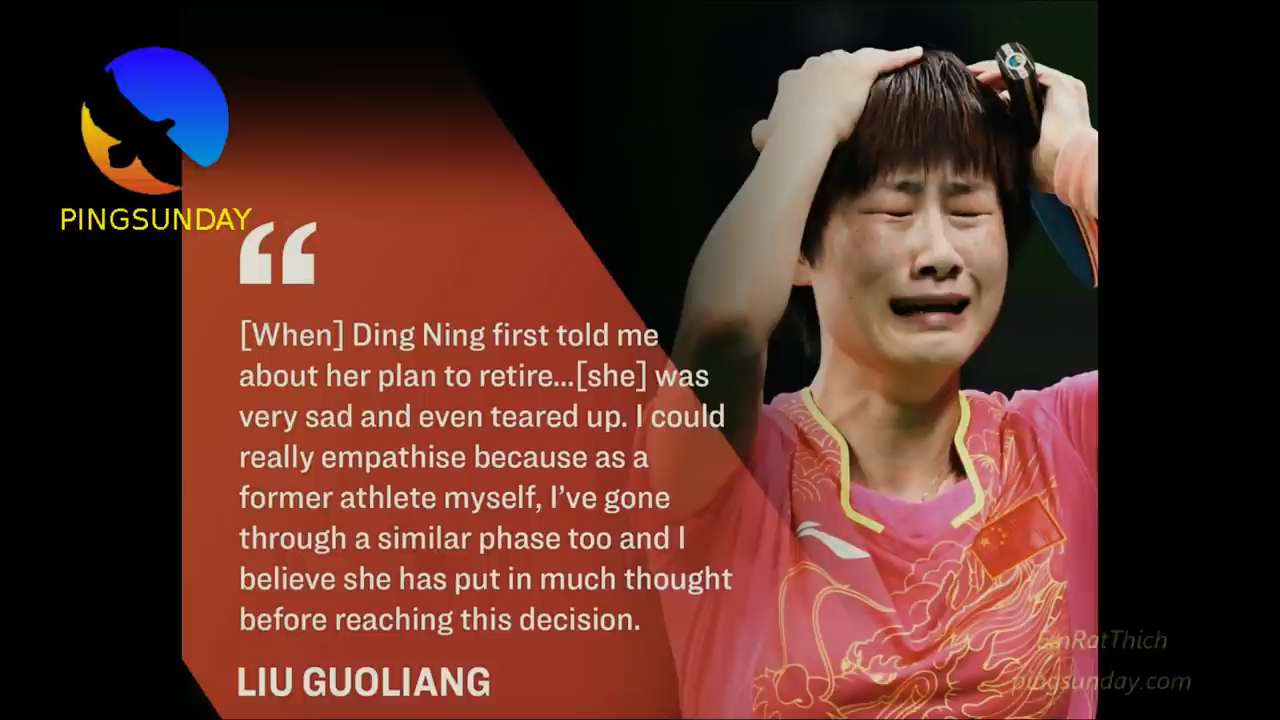 PINGSUNDAY
“
[When] Ding Ning first told me
about her plan to retire...[she] was
very sad and even teared up. I could
really empathise because as a
former athlete myself, I’ve gone
through a similar phase too and I
believe she has put in much thought
before reaching this decision.
LIU GUOLIANG
EmRatThich
pingsunday.com